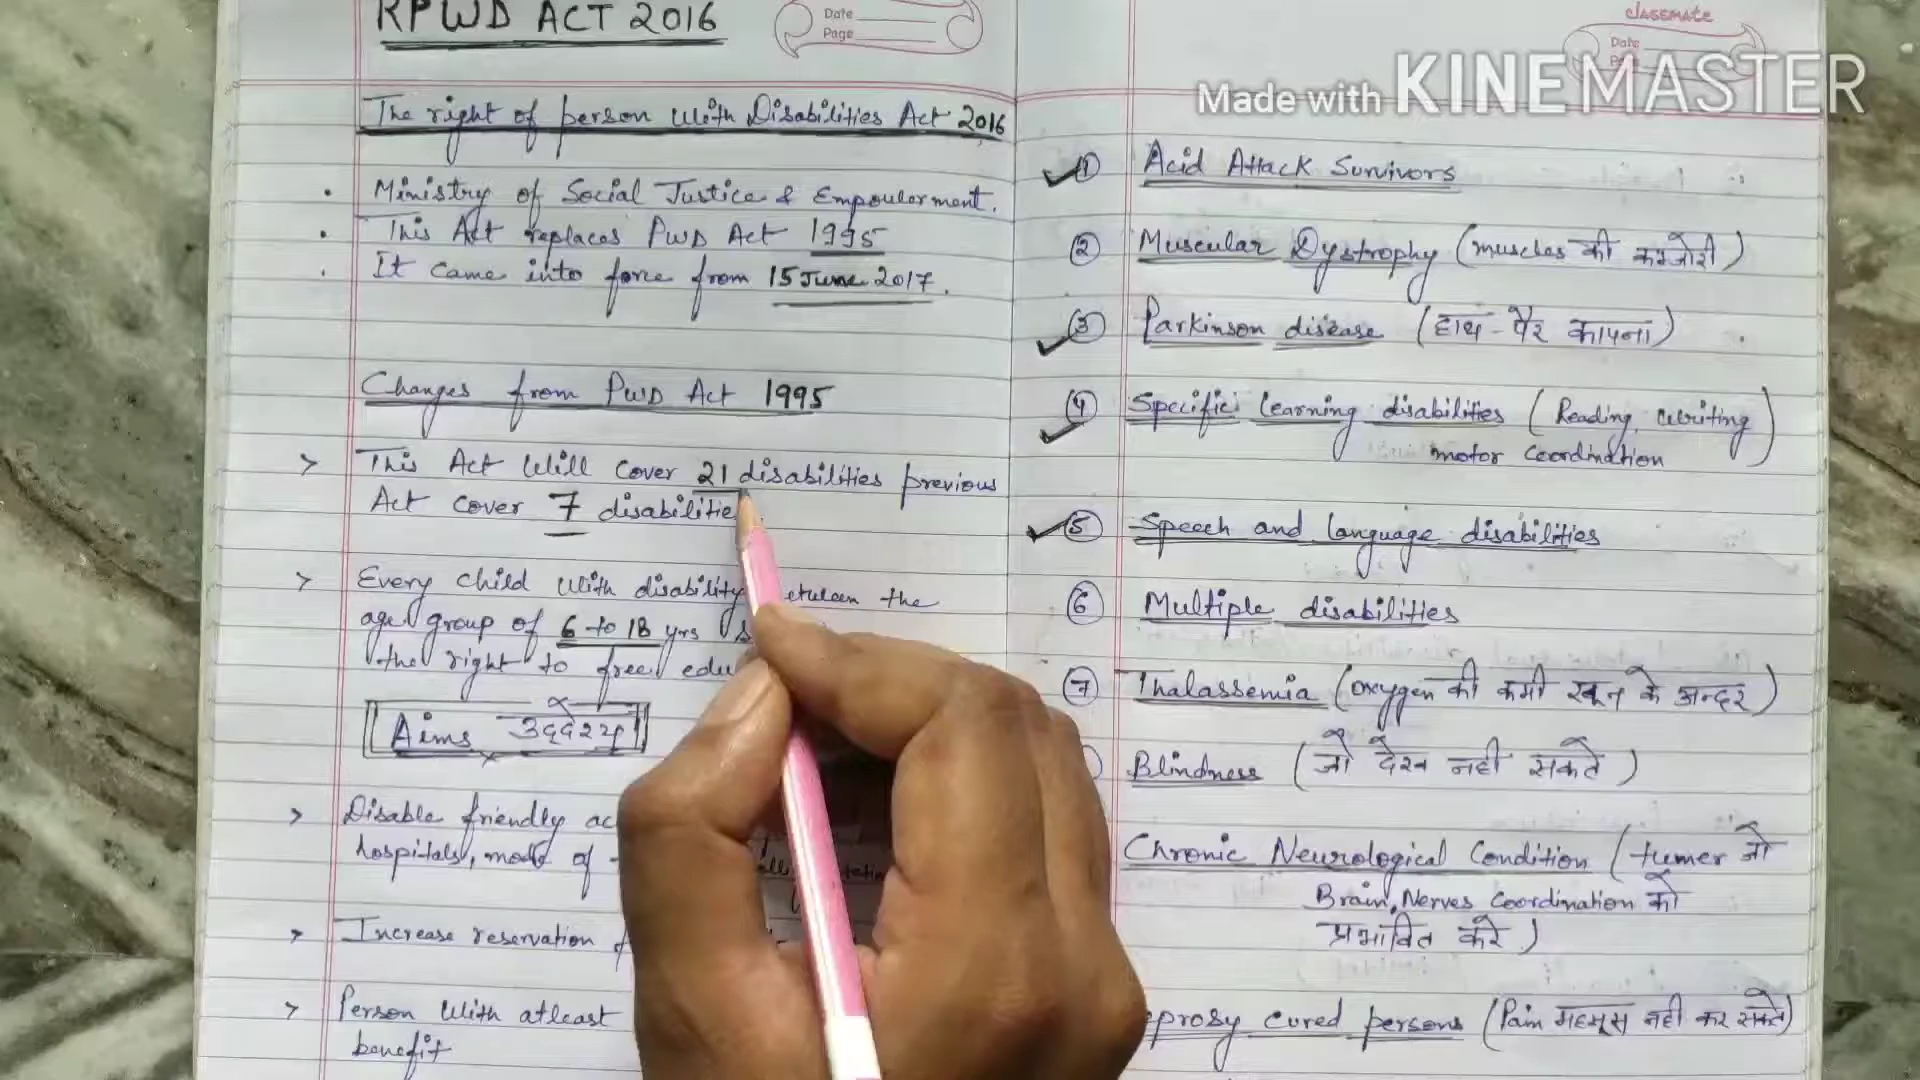 RPWD ACT 2016
Date
Page
The right of person with Disabilities Act 2016
• Ministry of Social Justice & Empowerment.
• This Act replaces PWD Act 1995
• It came into force from 15 June 2017.
Changes from PWD Act 1995
> This Act will cover 21 disabilities previous
Act cover 7 disabilitie
> Every child with disability etween the
age group of 6 to 18 yrs
the right to free edu
Aims उद्देश्य
> Disable friendly ac
hospitals, mode of
> Increase reservation
> Person with atleast
benefit
classmate
Date
Made with KINEMASTER
① Acid Attack Survivors
② Muscular Dystrophy (muscles की कमजोरी)
③ Parkinson disease (हाथ - पैर कापना)
④ Specific learning disabilities (Reading, writing
motor coordination)
⑤ Speech and language disabilities
⑥ Multiple disabilities
⑦ Thalassemia (oxygen की कमी खून के अन्दर)
Blindness (जो देख नही सकते)
Chronic Neurological Condition (tumer जो
Brain, Nerves coordination को
प्रभावित करे)
eprosy cured persons (Pain महसूस नही कर सकते)